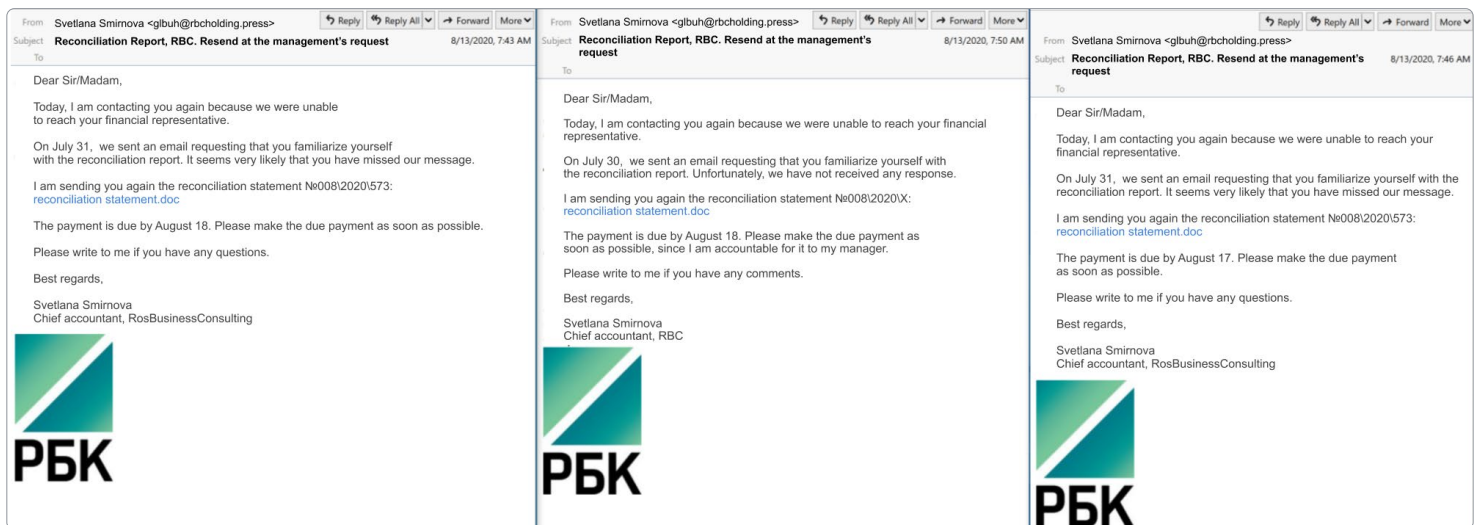 From Svetlana Smirnova <glbuh@rbcholding.press> Reply Reply All Forward More
Subject Reconciliation Report, RBC. Resend at the management's request 8/13/2020, 7:43 AM
To
Dear Sir/Madam,
Today, I am contacting you again because we were unable
to reach your financial representative.
On July 31, we sent an email requesting that you familiarize yourself
with the reconciliation report. It seems very likely that you have missed our message.
I am sending you again the reconciliation statement №008\2020\573:
reconciliation statement.doc
The payment is due by August 18. Please make the due payment as soon as possible.
Please write to me if you have any questions.
Best regards,
Svetlana Smirnova
Chief accountant, RosBusinessConsulting
РБК
From Svetlana Smirnova <glbuh@rbcholding.press> Reply Reply All Forward More
Subject Reconciliation Report, RBC. Resend at the management's 8/13/2020, 7:50 AM
request
To
Dear Sir/Madam,
Today, I am contacting you again because we were unable to reach your financial
representative.
On July 30, we sent an email requesting that you familiarize yourself with
the reconciliation report. Unfortunately, we have not received any response.
I am sending you again the reconciliation statement №008\2020\X:
reconciliation statement.doc
The payment is due by August 18. Please make the due payment as
soon as possible, since I am accountable for it to my manager.
Please write to me if you have any comments.
Best regards,
Svetlana Smirnova
Chief accountant, RBC
РБК
Reply Reply All Forward More
From Svetlana Smirnova <glbuh@rbcholding.press>
Subject Reconciliation Report, RBC. Resend at the management's 8/13/2020, 7:46 AM
request
To
Dear Sir/Madam,
Today, I am contacting you again because we were unable to reach your
financial representative.
On July 31, we sent an email requesting that you familiarize yourself with the
reconciliation report. It seems very likely that you have missed our message.
I am sending you again the reconciliation statement №008\2020\573:
reconciliation statement.doc
The payment is due by August 17. Please make the due payment
as soon as possible.
Please write to me if you have any questions.
Best regards,
Svetlana Smirnova
Chief accountant, RosBusinessConsulting
РБК